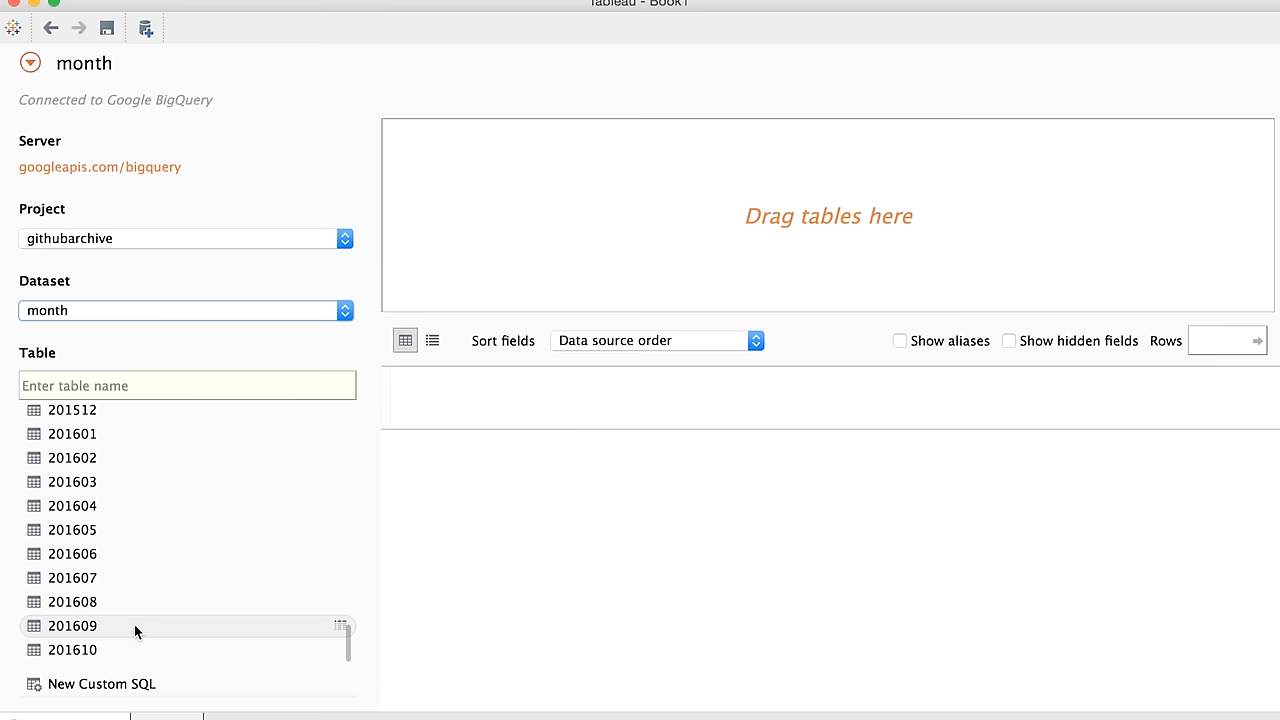 Tableau - Book1
month
Connected to Google BigQuery
Server
googleapis.com/bigquery
Project
githubarchive
Dataset
month
Table
Enter table name
201512
201601
201602
201603
201604
201605
201606
201607
201608
201609
201610
New Custom SQL
Drag tables here
Sort fields
Data source order
Show aliases
Show hidden fields
Rows